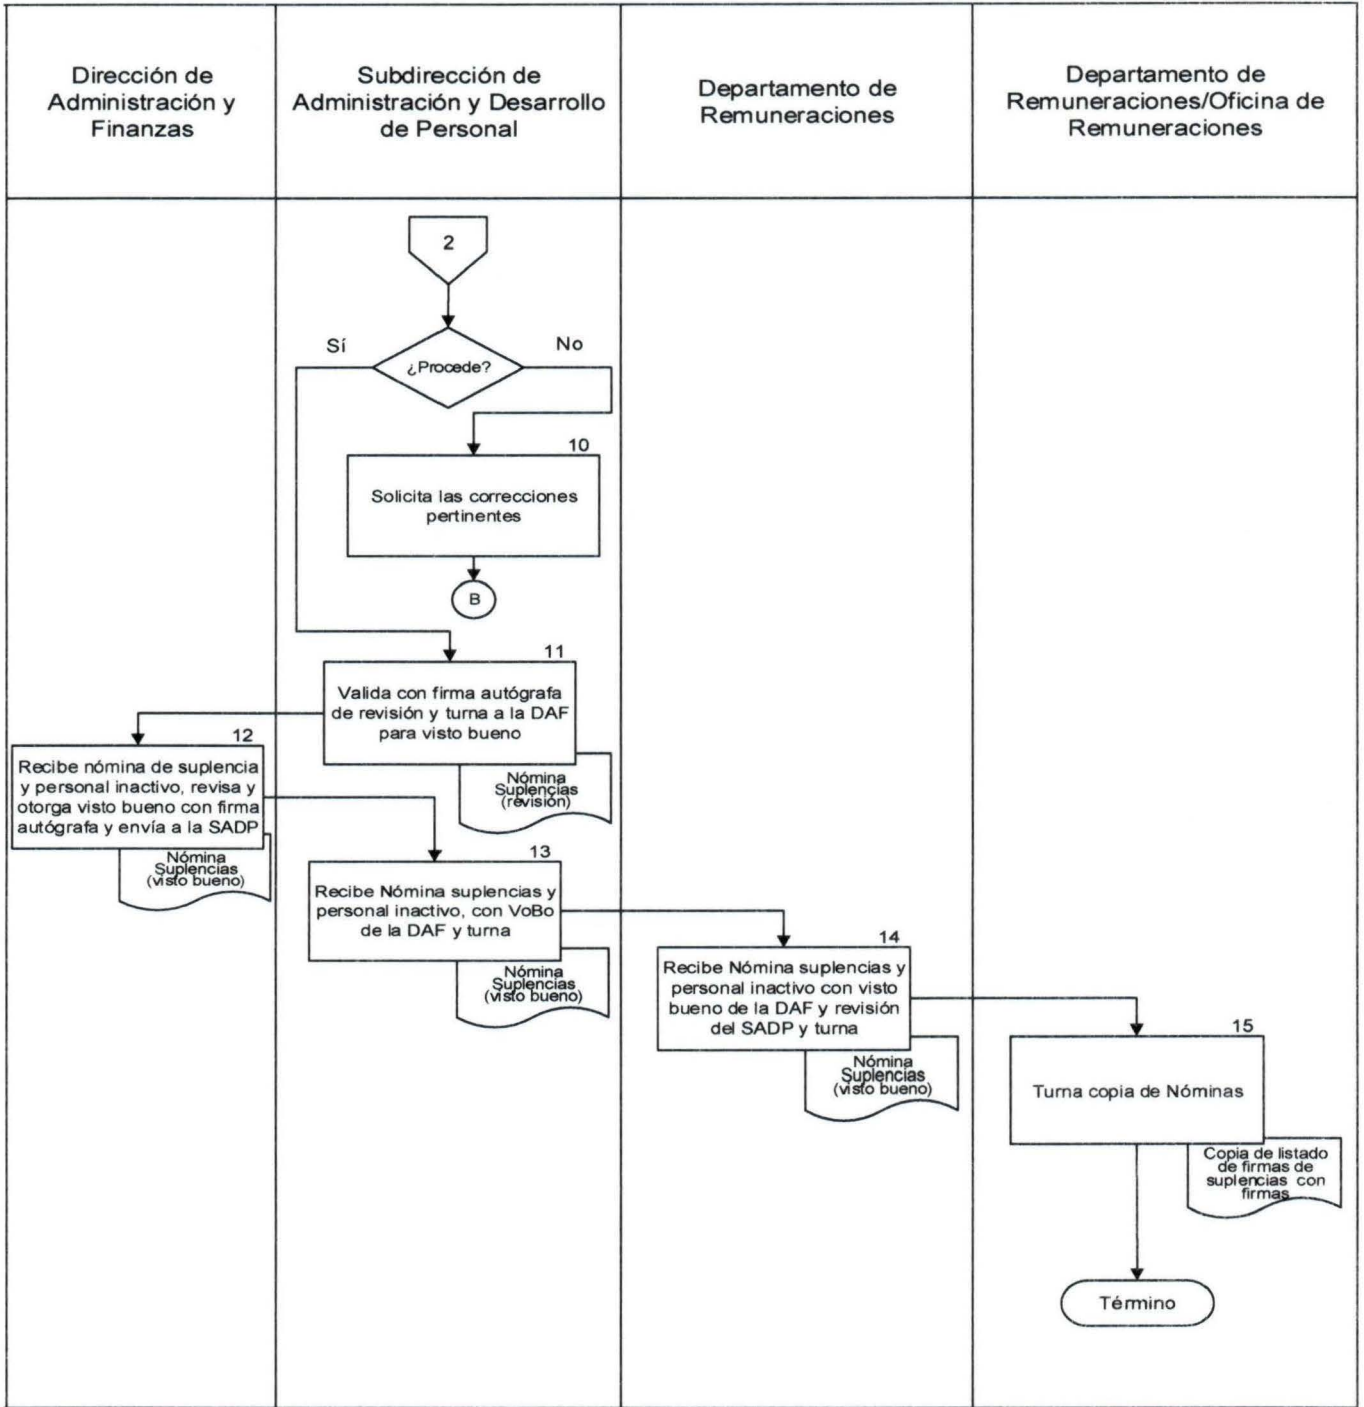 Dirección de
Administración y
Finanzas
Subdirección de
Administración y Desarrollo
de Personal
Departamento de
Remuneraciones
Departamento de
Remuneraciones/Oficina de
Remuneraciones
2
¿Procede?
Sí
No
10
Solicita las correcciones
pertinentes
B
11
Valida con firma autógrafa
de revisión y turna a la DAF
para visto bueno
Nómina
Suplencias
(revisión)
12
Recibe nómina de suplencia
y personal inactivo, revisa y
otorga visto bueno con firma
autógrafa y envía a la SADP
Nómina
Suplencias
(visto bueno)
13
Recibe Nómina suplencias y
personal inactivo, con VoBo
de la DAF y turna
Nómina
Suplencias
(visto bueno)
14
Recibe Nómina suplencias y
personal inactivo con visto
bueno de la DAF y revisión
del SADP y turna
Nómina
Suplencias
(visto bueno)
15
Turna copia de Nóminas
Copia de listado
de firmas de
suplencias con
firmas
Término